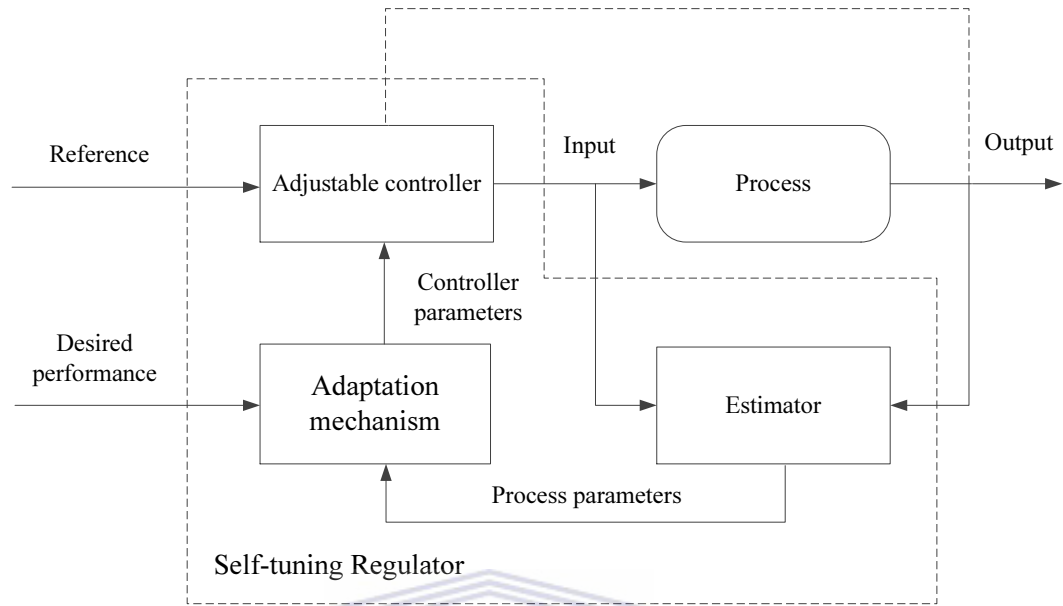 Reference
Adjustable controller
Input
Process
Output
Controller
parameters
Desired
performance
Adaptation
mechanism
Estimator
Process parameters
Self-tuning Regulator